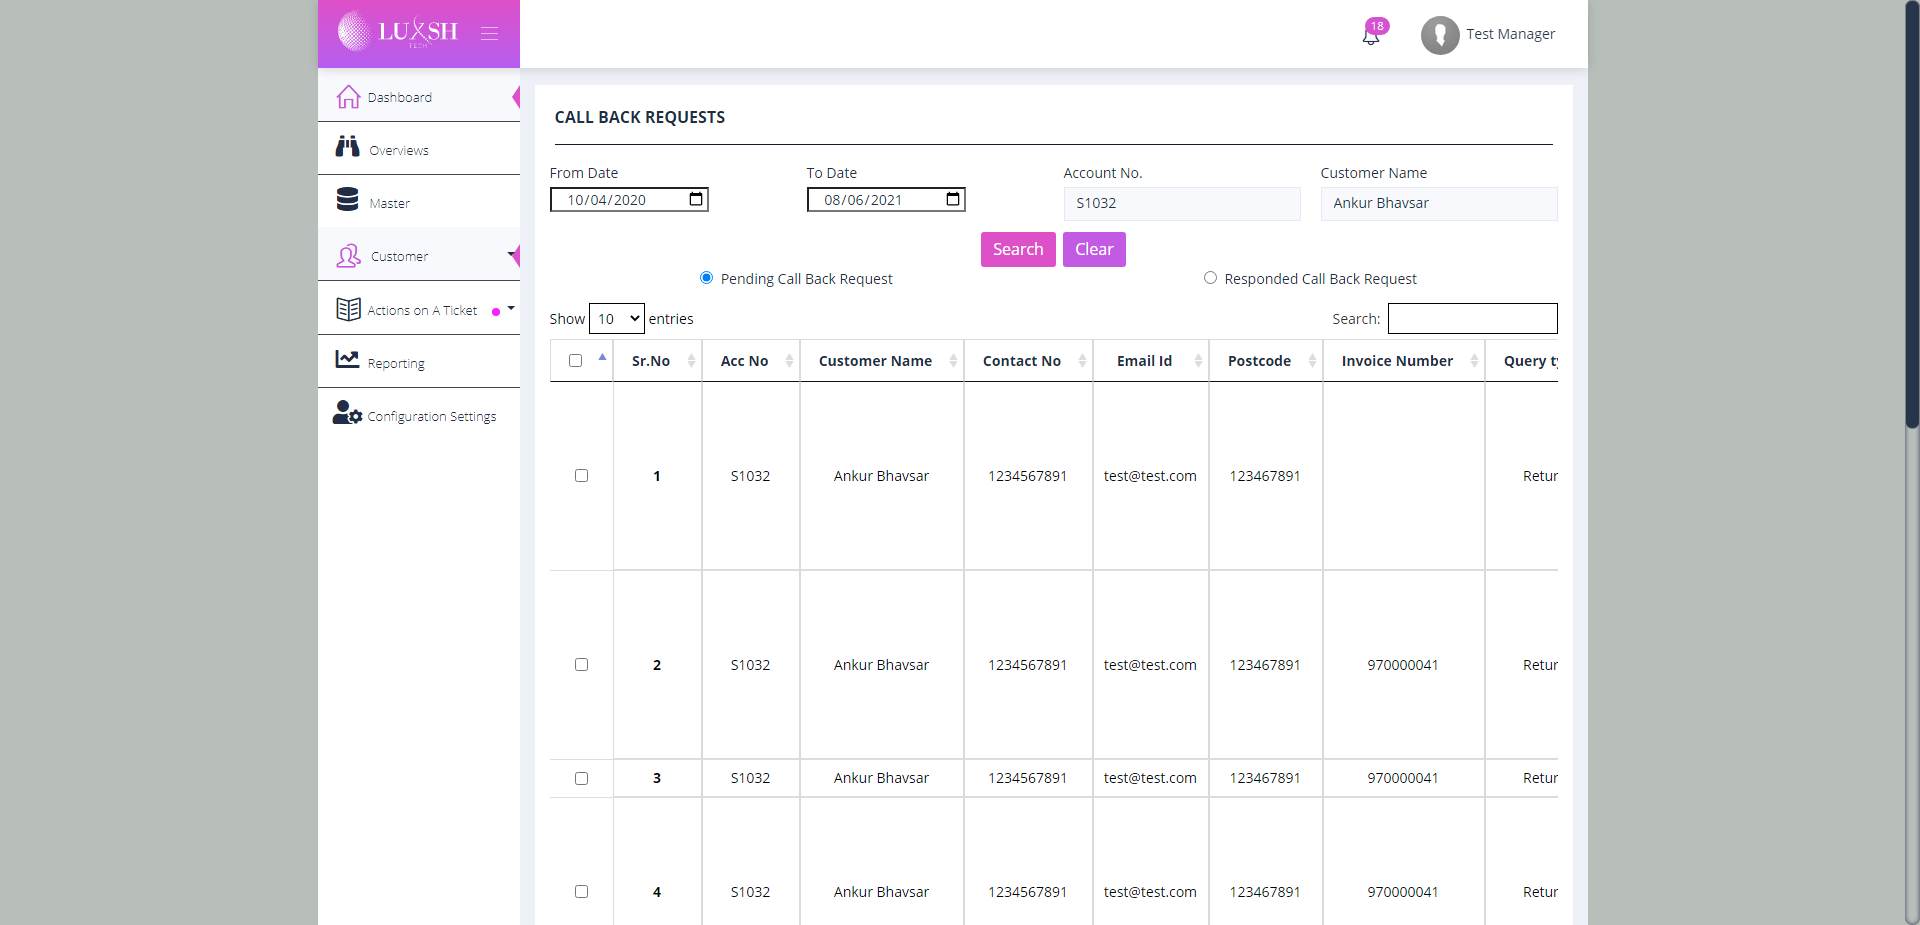 LUXSH
TECH
18
Test Manager
Dashboard
Overviews
Master
Customer
Actions on A Ticket
Reporting
Configuration Settings
CALL BACK REQUESTS
From Date To Date Account No. Customer Name
10/04/2020 08/06/2021 S1032 Ankur Bhavsar
Search Clear
Pending Call Back Request Responded Call Back Request
Show 10 entries Search:
Sr.No Acc No Customer Name Contact No Email Id Postcode Invoice Number Query ty
1 S1032 Ankur Bhavsar 1234567891 test@test.com 123467891 Retur
2 S1032 Ankur Bhavsar 1234567891 test@test.com 123467891 970000041 Retur
3 S1032 Ankur Bhavsar 1234567891 test@test.com 123467891 970000041 Retur
4 S1032 Ankur Bhavsar 1234567891 test@test.com 123467891 970000041 Retur